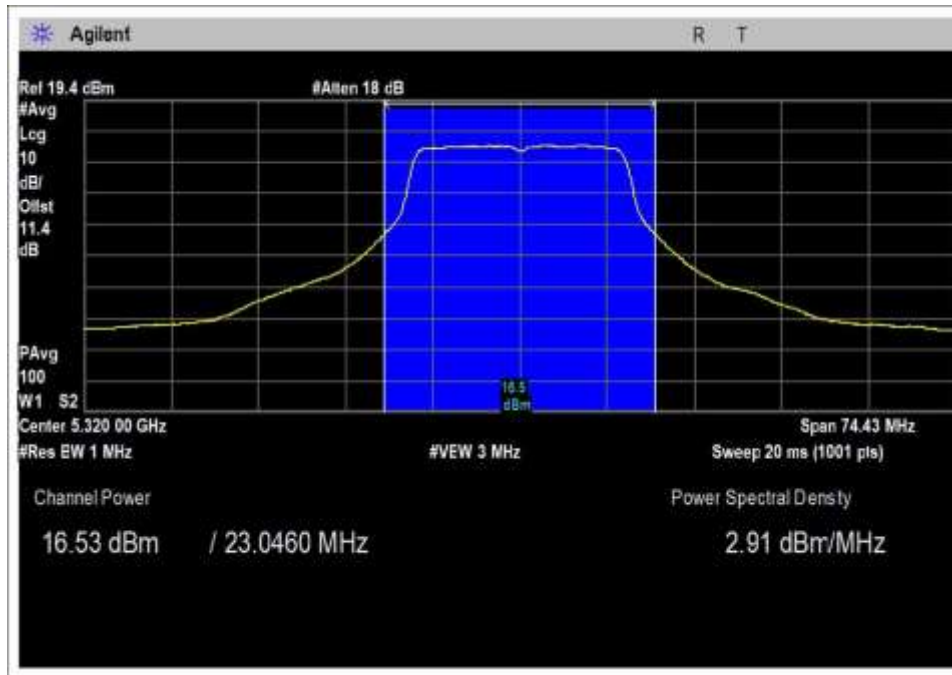 Agilent
R T
Ref 19.4 dBm #Atten 18 dB
#Avg
Log
10
dB/
Offst
11.4
dB
PAvg
100
W1 S2
16.5
dBm
Center 5.320 00 GHz Span 74.43 MHz
#Res BW 1 MHz #VBW 3 MHz Sweep 20 ms (1001 pts)
Channel Power Power Spectral Density
16.53 dBm / 23.0460 MHz 2.91 dBm/MHz